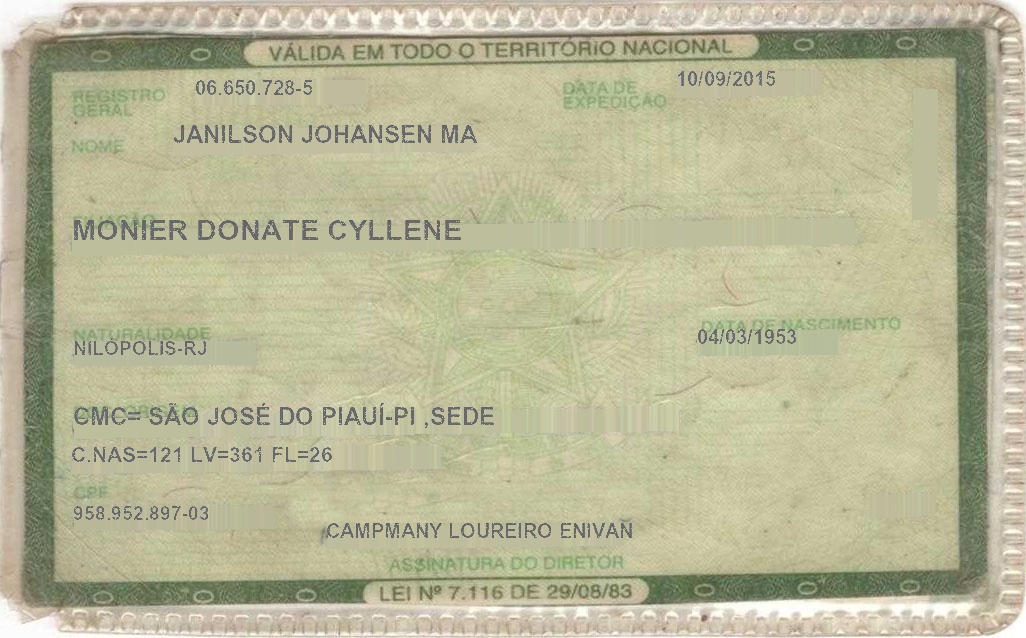 VÁLIDA EM TODO O TERRITÓRIO NACIONAL
REGISTRO GERAL 06.650.728-5 DATA DE EXPEDIÇÃO 10/09/2015
NOME JANILSON JOHANSEN MA
FILIAÇÃO
MONIER DONATE CYLLENE
NATURALIDADE DATA DE NASCIMENTO
NILÓPOLIS-RJ 04/03/1953
CMC= SÃO JOSÉ DO PIAUÍ-PI ,SEDE
C.NAS=121 LV=361 FL=26
CPF
958.952.897-03
CAMPMANY LOUREIRO ENIVAN
ASSINATURA DO DIRETOR
LEI Nº 7.116 DE 29/08/83